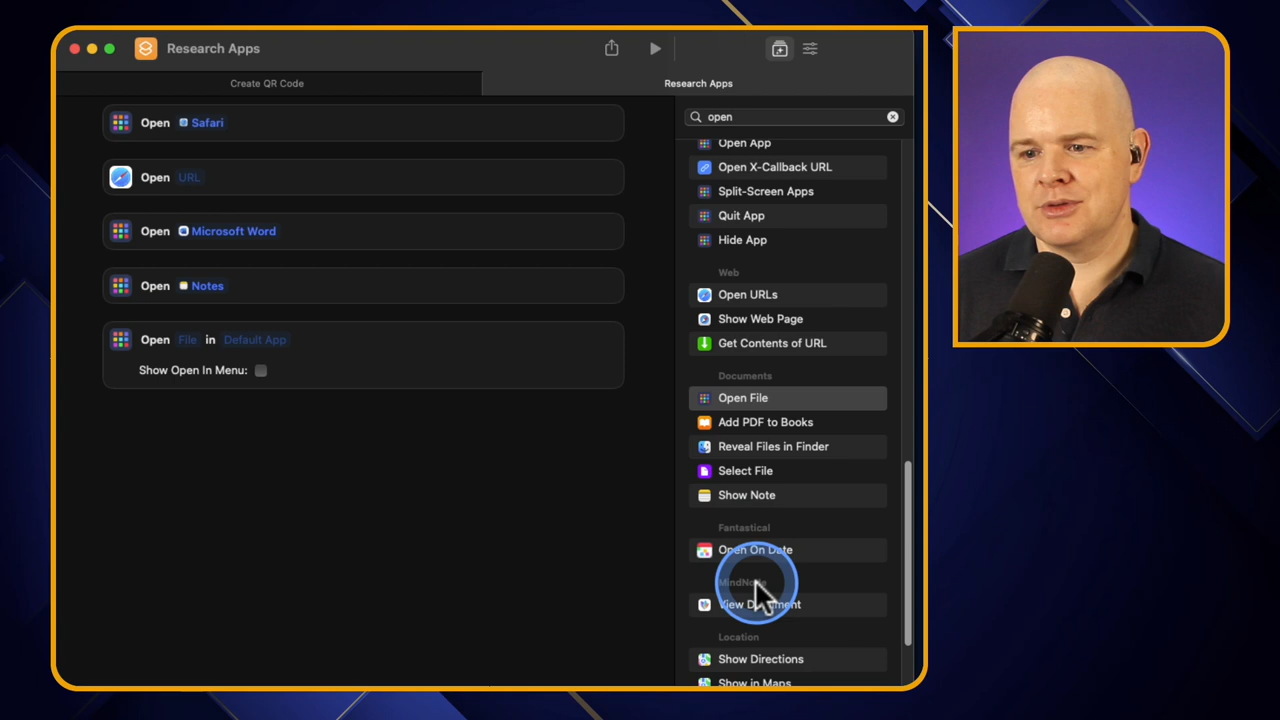 Research Apps
Create QR Code
Research Apps
Open Safari
Open URL
Open Microsoft Word
Open Notes
Open File in Default App
Show Open In Menu:
open
Open App
Open X-Callback URL
Split-Screen Apps
Quit App
Hide App
Web
Open URLs
Show Web Page
Get Contents of URL
Documents
Open File
Add PDF to Books
Reveal Files in Finder
Select File
Show Note
Fantastical
Open On Date
MindNode
View Document
Location
Show Directions
Show in Maps